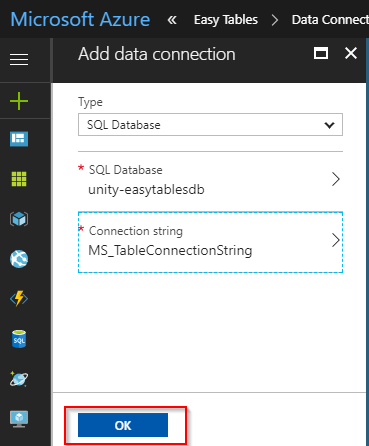 Microsoft Azure « Easy Tables > Data Connect
Add data connection
Type
SQL Database
* SQL Database
unity-easytablesdb
* Connection string
MS_TableConnectionString
SQL
OK